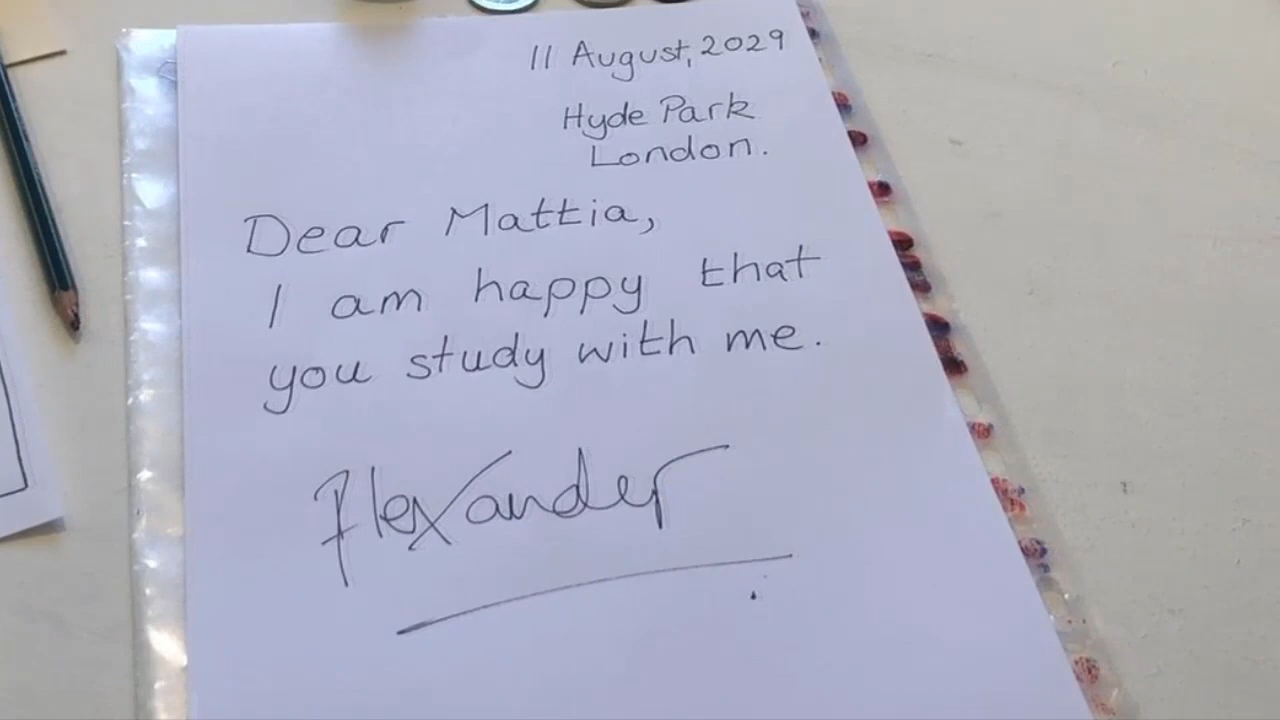 11 August, 2029
Hyde Park
London.
Dear Mattia,
I am happy that
you study with me.
Alexander